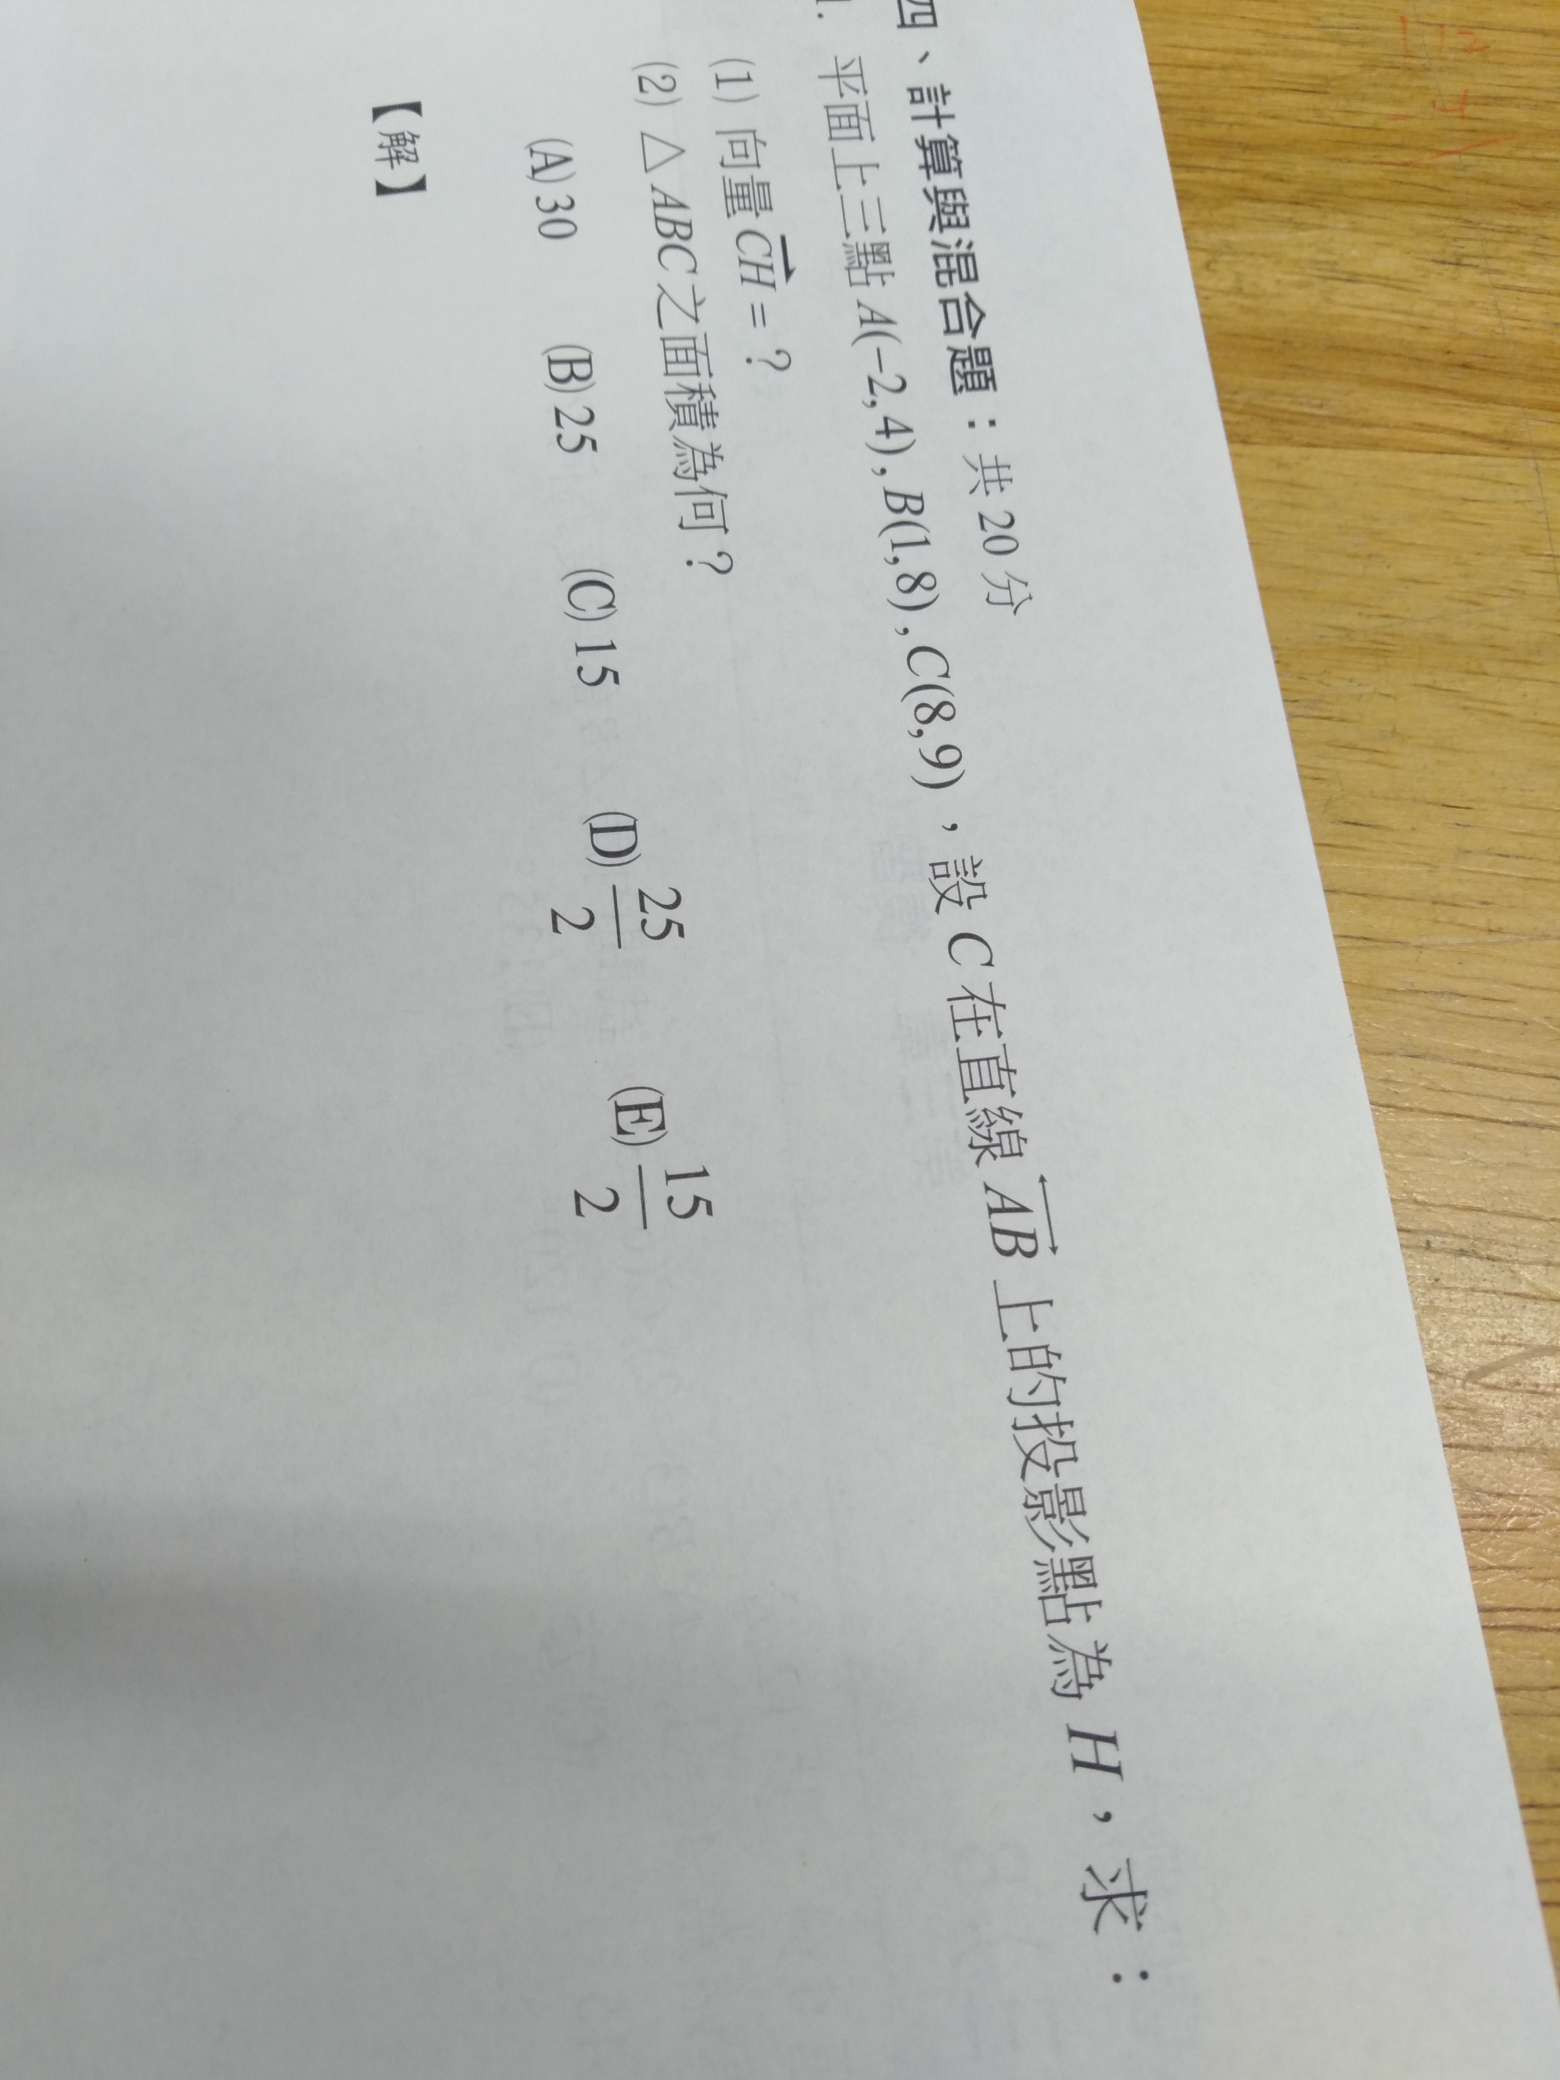 四、計算與混合題：共 20 分
1. 平面上三點 A(−2,4), B(1,8), C(8,9)，設 C 在直線 AB 上的投影點為 H，求：
(1) 向量 CH = ？
(2) △ABC 之面積為何？
(A) 30 (B) 25 (C) 15 (D) 25/2 (E) 15/2
【解】